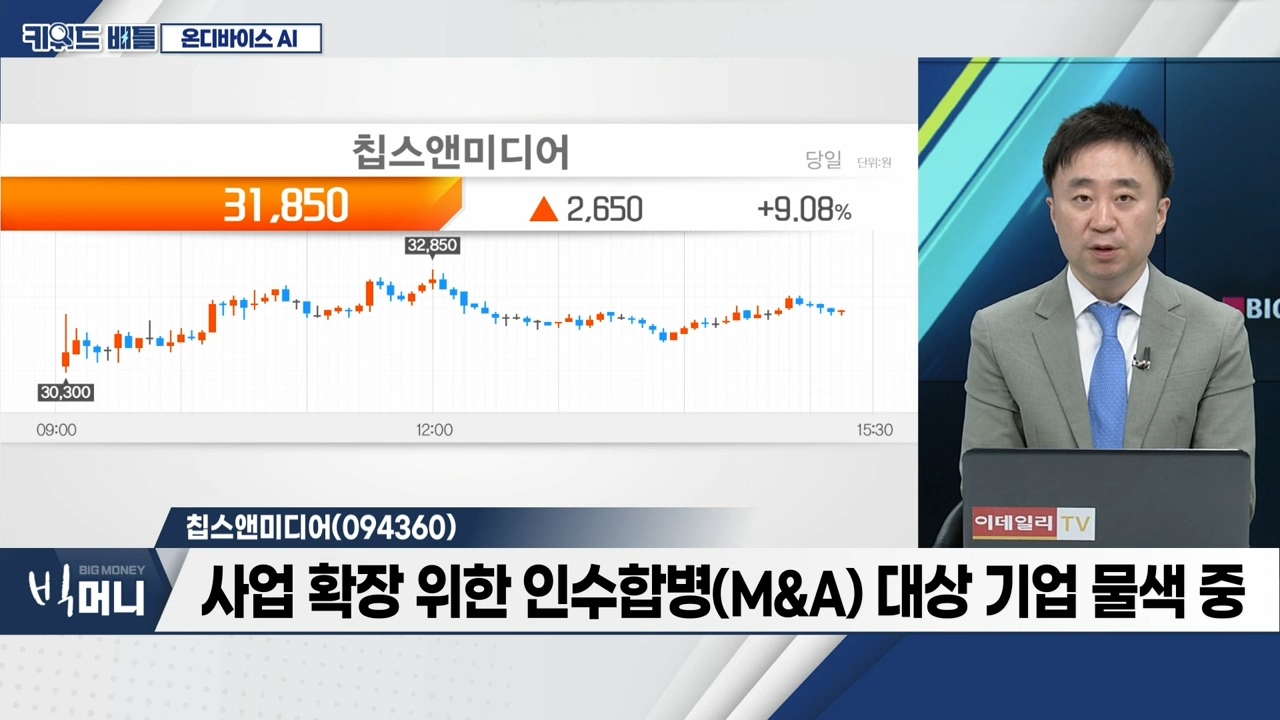 키워드 배틀 온디바이스 AI
칩스앤미디어
당일 단위:원
31,850 ▲ 2,650 +9.08%
32,850
30,300
09:00 12:00 15:30
BIG
이데일리 TV
칩스앤미디어(094360)
BIG MONEY
빅머니
사업 확장 위한 인수합병(M&A) 대상 기업 물색 중